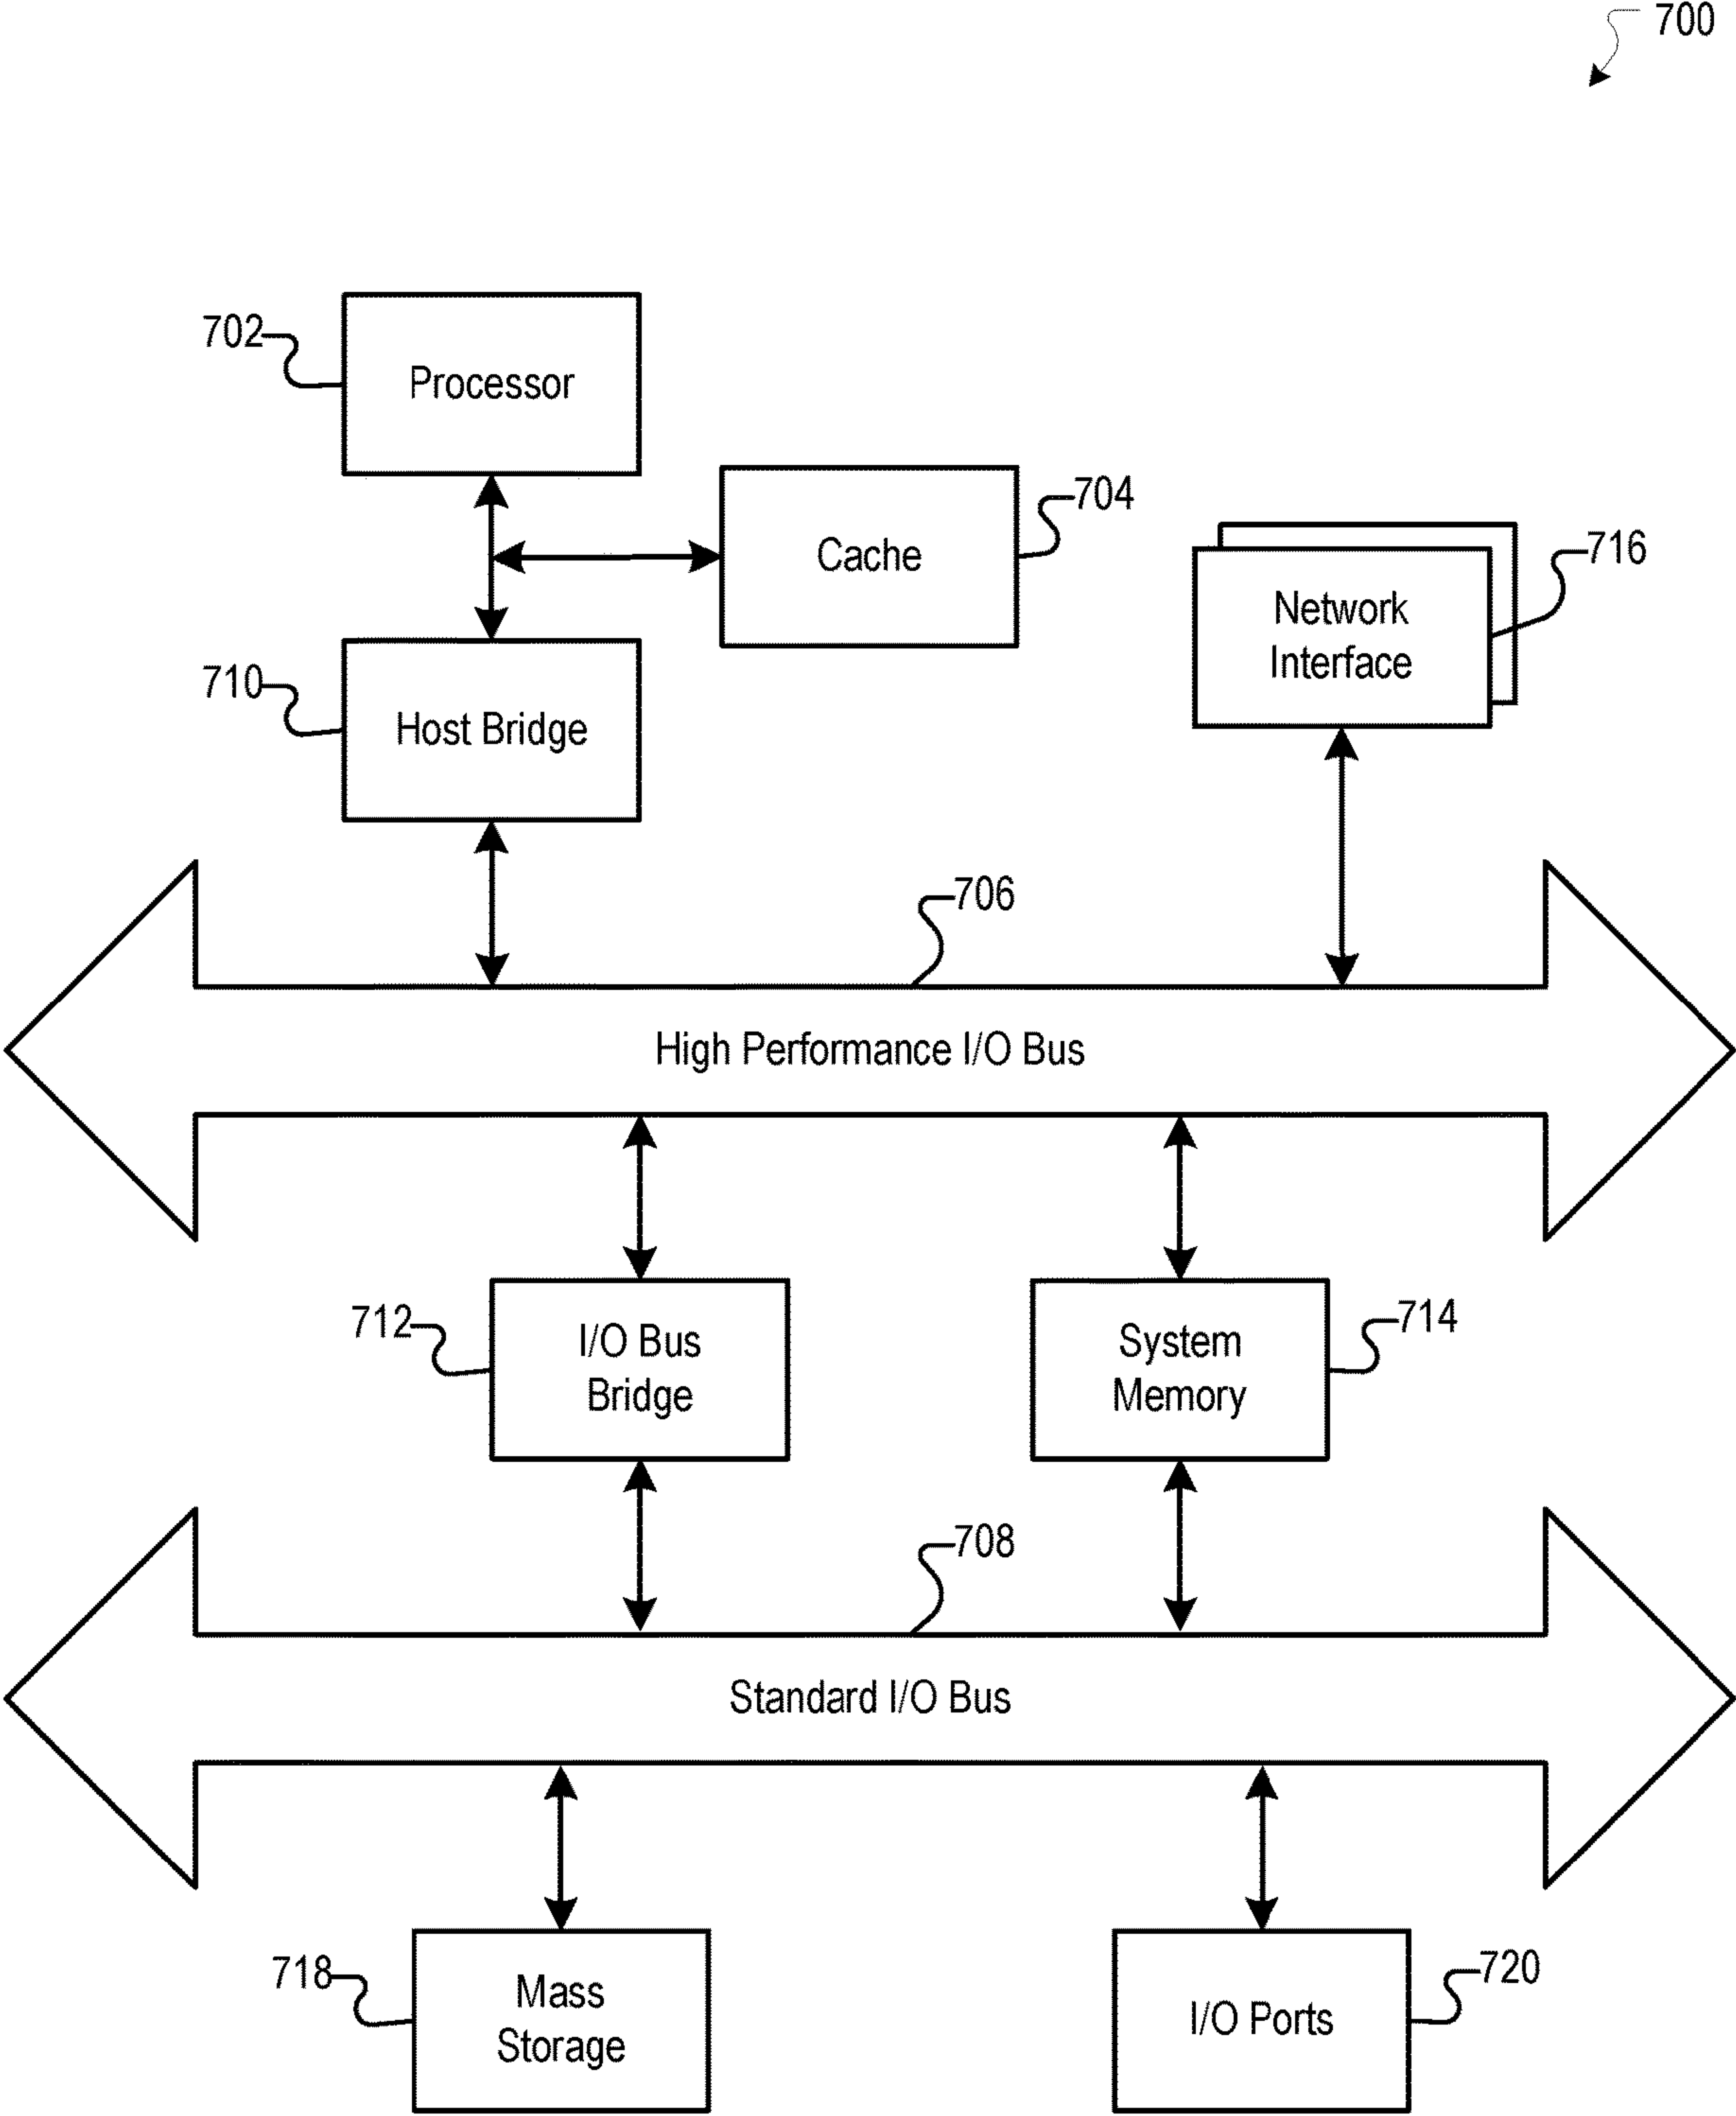 700
702
Processor
704
Cache
716
Network
Interface
710
Host Bridge
706
High Performance I/O Bus
712
I/O Bus
Bridge
714
System
Memory
708
Standard I/O Bus
718
Mass
Storage
720
I/O Ports